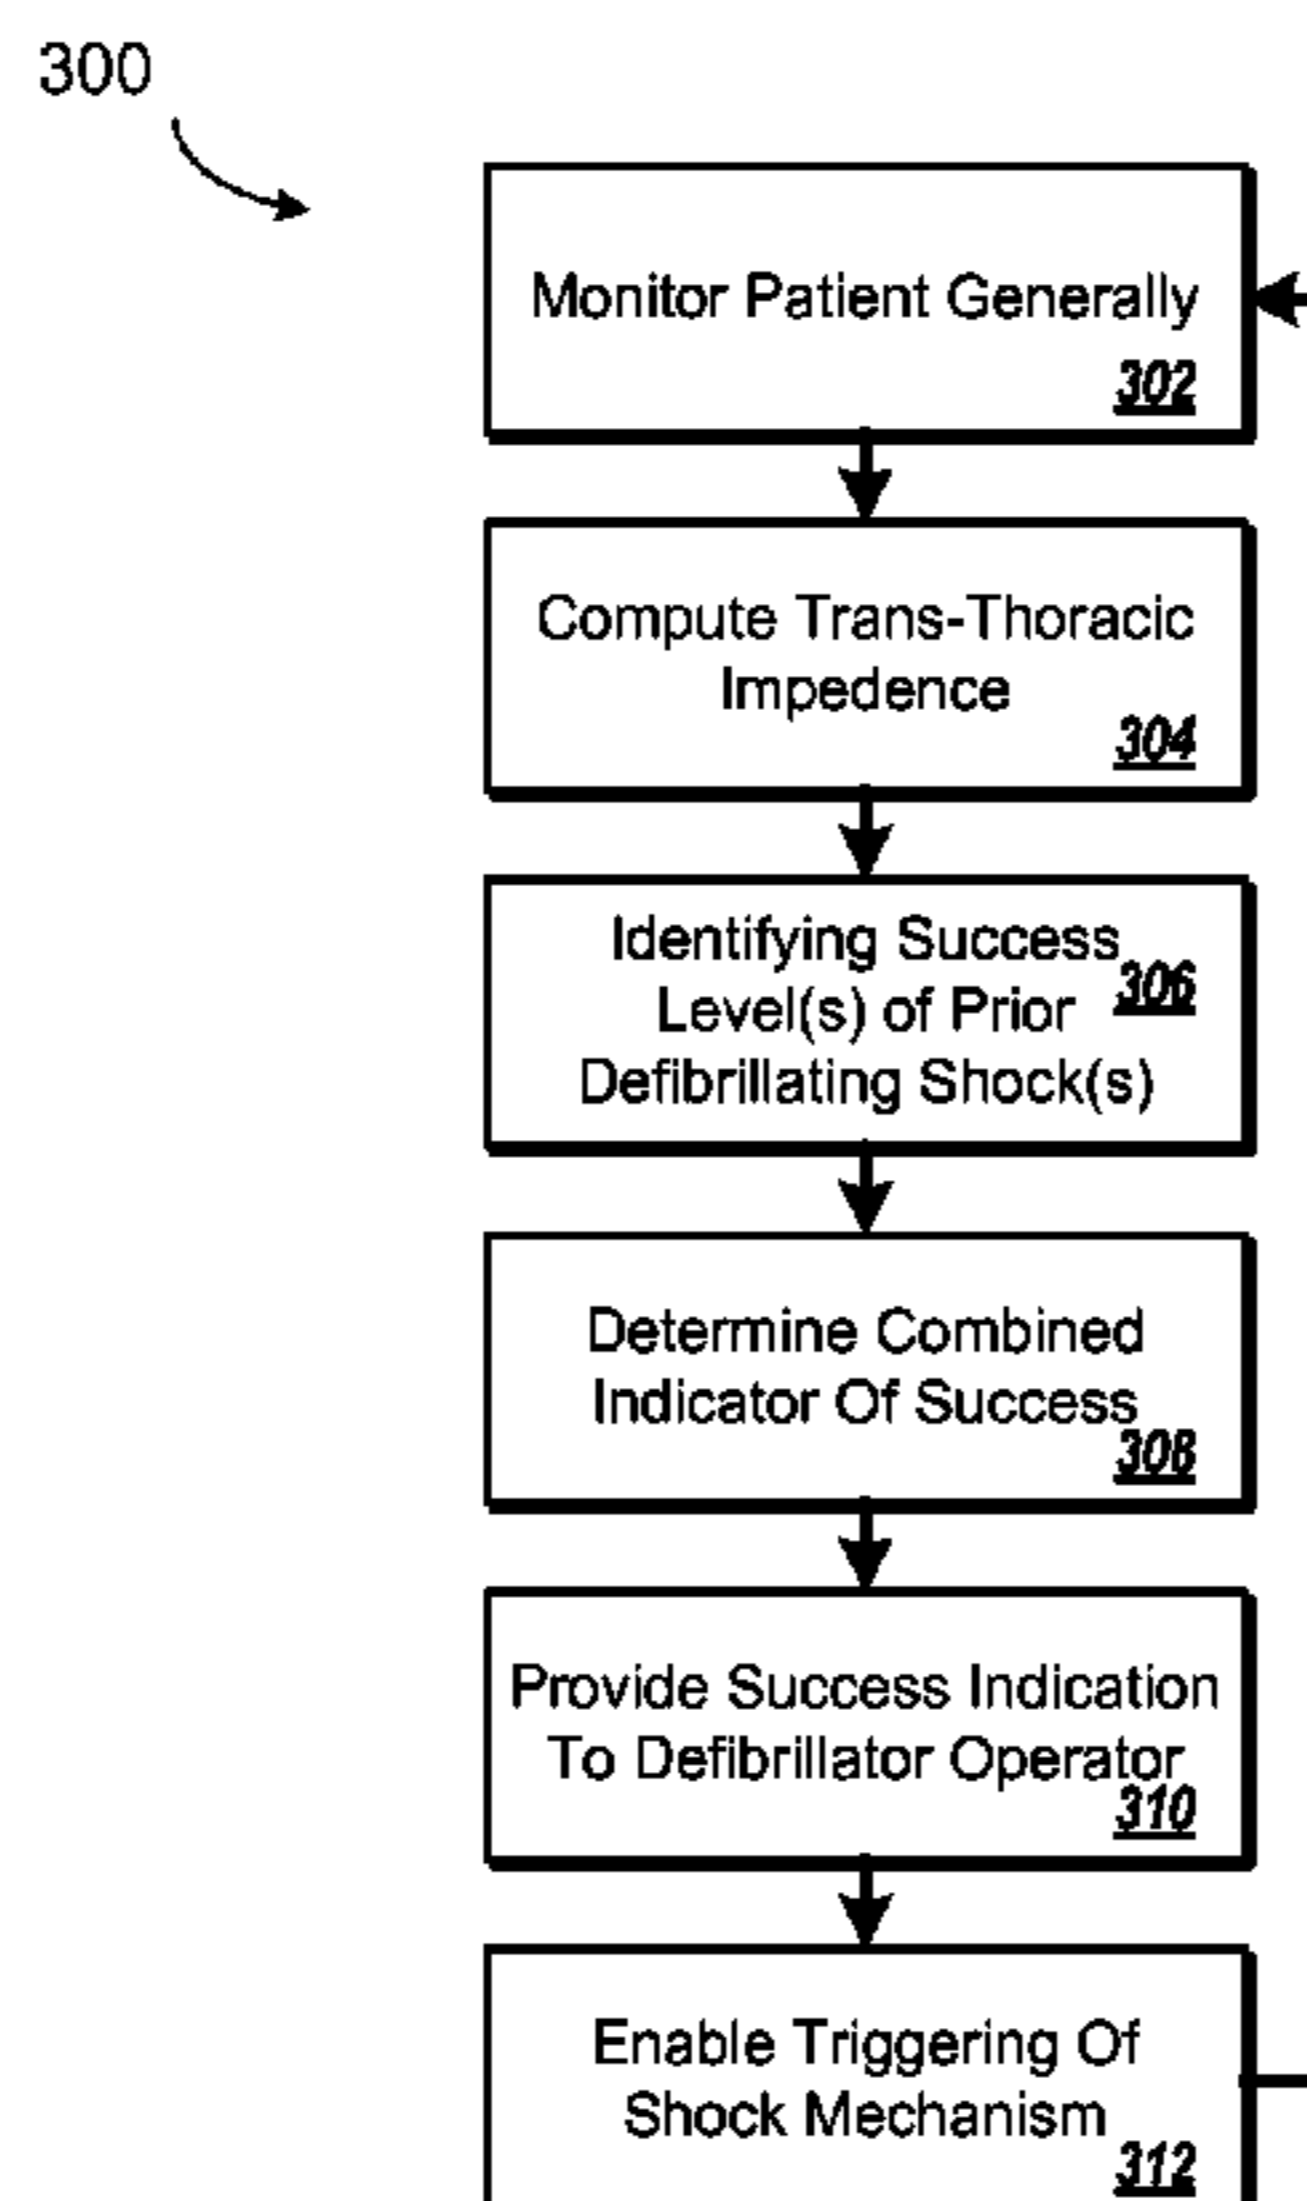 300
Monitor Patient Generally
302
Compute Trans-Thoracic
Impedence
304
Identifying Success
306
Level(s) of Prior
Defibrillating Shock(s)
Determine Combined
Indicator Of Success
308
Provide Success Indication
To Defibrillator Operator
310
Enable Triggering Of
Shock Mechanism
312